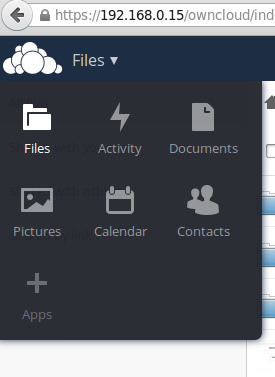 https://192.168.0.15/owncloud/ind
Files ▾
Files
Activity
Documents
Pictures
Calendar
Contacts
Apps